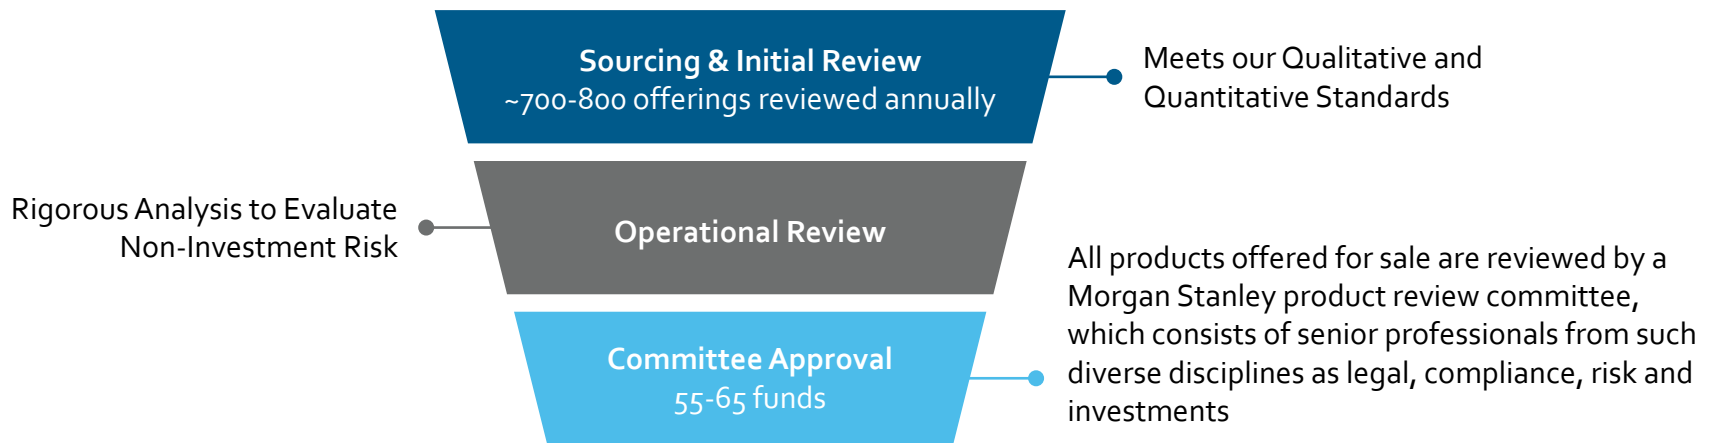 Sourcing & Initial Review
~700-800 offerings reviewed annually
Meets our Qualitative and
Quantitative Standards
Rigorous Analysis to Evaluate
Non-Investment Risk
Operational Review
Committee Approval
55-65 funds
All products offered for sale are reviewed by a
Morgan Stanley product review committee,
which consists of senior professionals from such
diverse disciplines as legal, compliance, risk and
investments